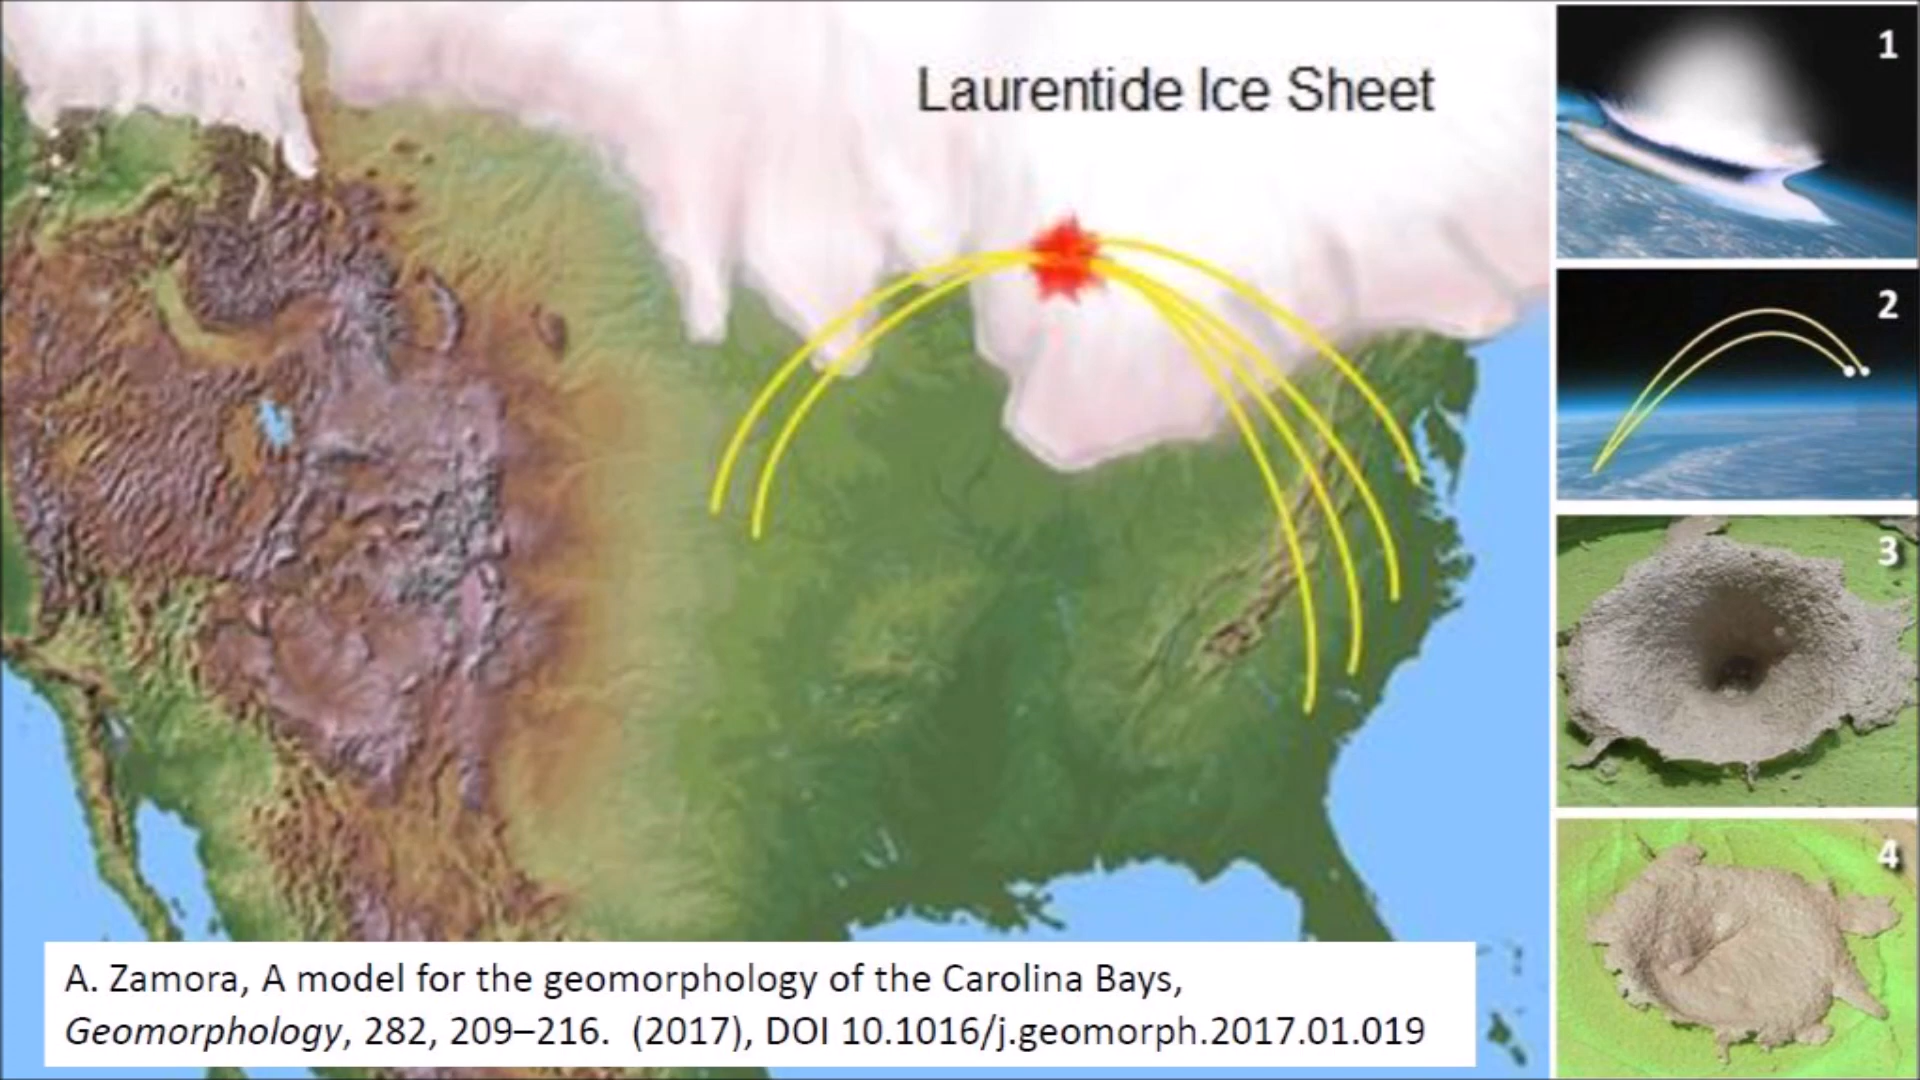 Laurentide Ice Sheet
1
2
3
4
A. Zamora, A model for the geomorphology of the Carolina Bays,
Geomorphology, 282, 209–216. (2017), DOI 10.1016/j.geomorph.2017.01.019